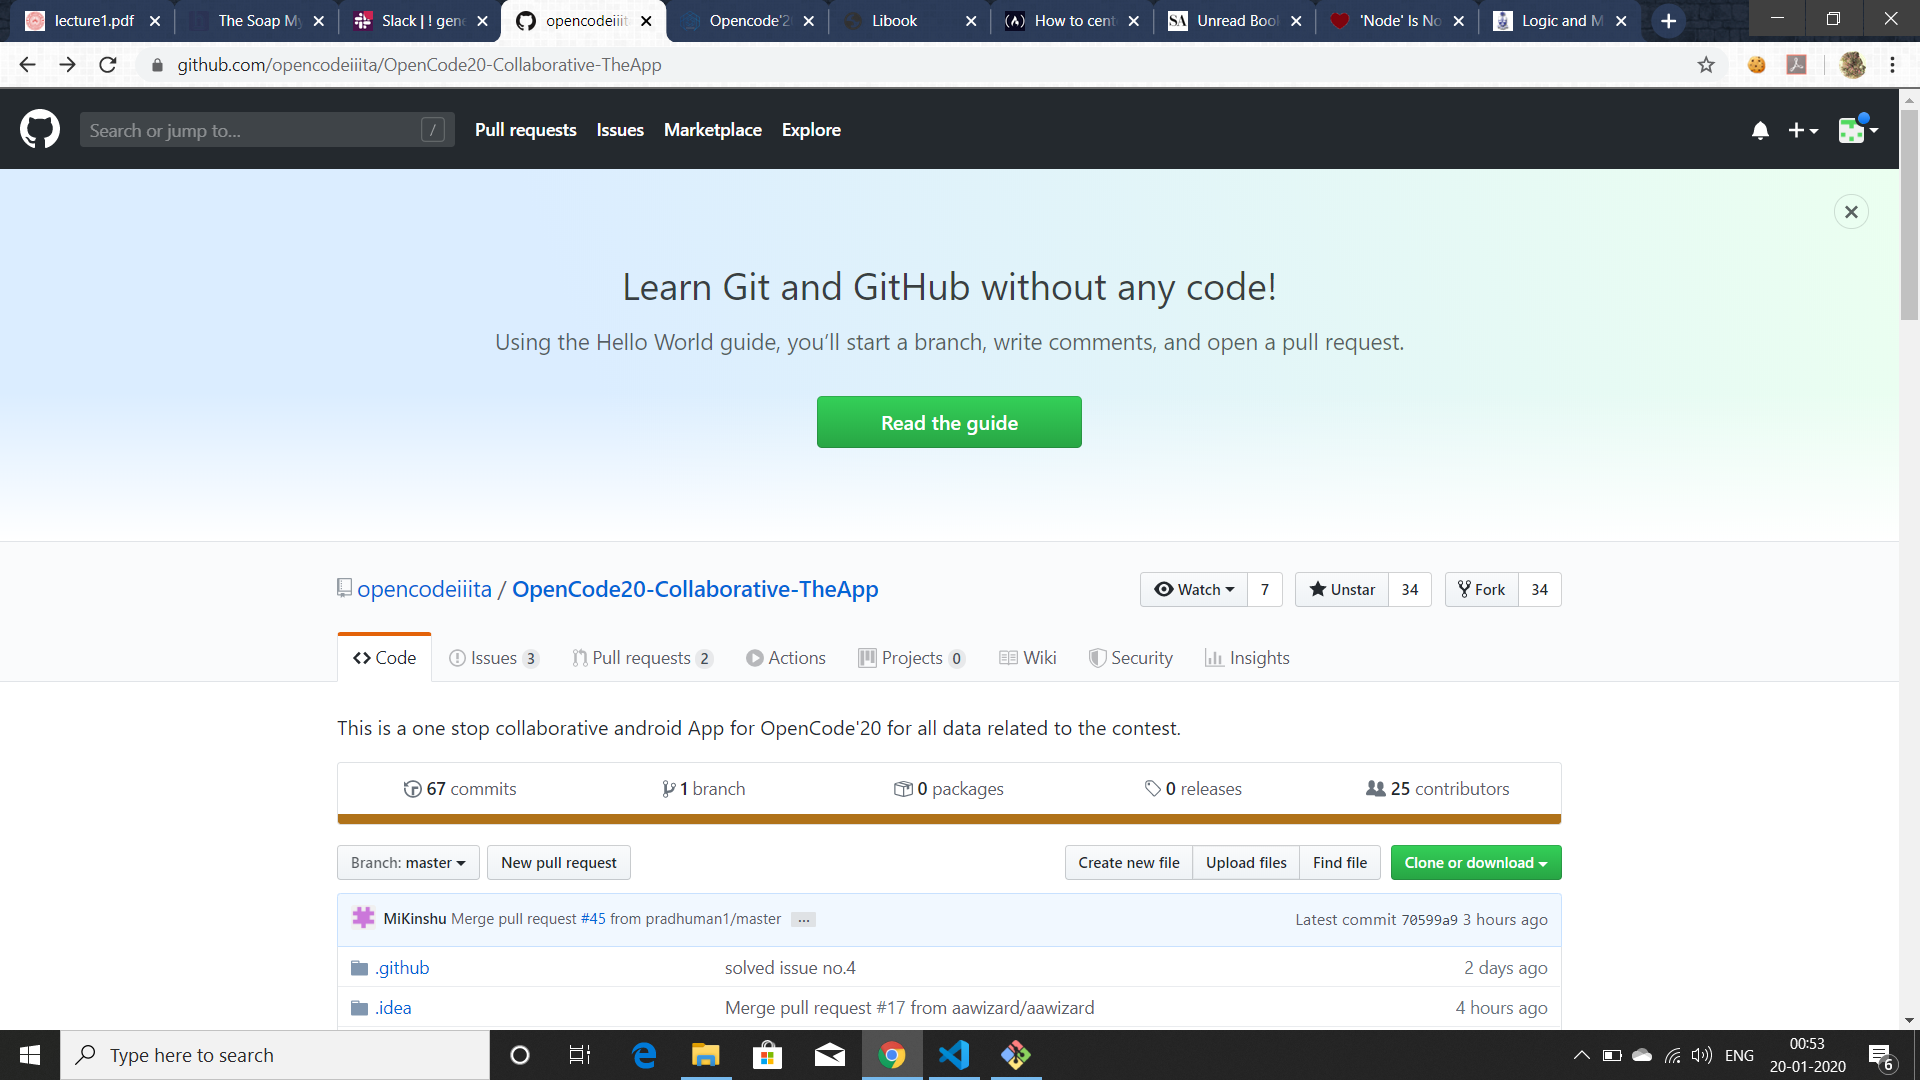 lecture1.pdf
The Soap My
Slack | ! gene
opencodeiiit
Opencode'2
Libook
How to cent
Unread Book
'Node' Is No
Logic and M
github.com/opencodeiiita/OpenCode20-Collaborative-TheApp
Search or jump to... /
Pull requests Issues Marketplace Explore
Learn Git and GitHub without any code!
Using the Hello World guide, you’ll start a branch, write comments, and open a pull request.
Read the guide
opencodeiiita / OpenCode20-Collaborative-TheApp
Watch 7 Unstar 34 Fork 34
Code Issues 3 Pull requests 2 Actions Projects 0 Wiki Security Insights
This is a one stop collaborative android App for OpenCode'20 for all data related to the contest.
67 commits 1 branch 0 packages 0 releases 25 contributors
Branch: master New pull request Create new file Upload files Find file Clone or download
MiKinshu Merge pull request #45 from pradhuman1/master ... Latest commit 70599a9 3 hours ago
.github solved issue no.4 2 days ago
.idea Merge pull request #17 from aawizard/aawizard 4 hours ago
Type here to search
ENG
00:53
20-01-2020
6